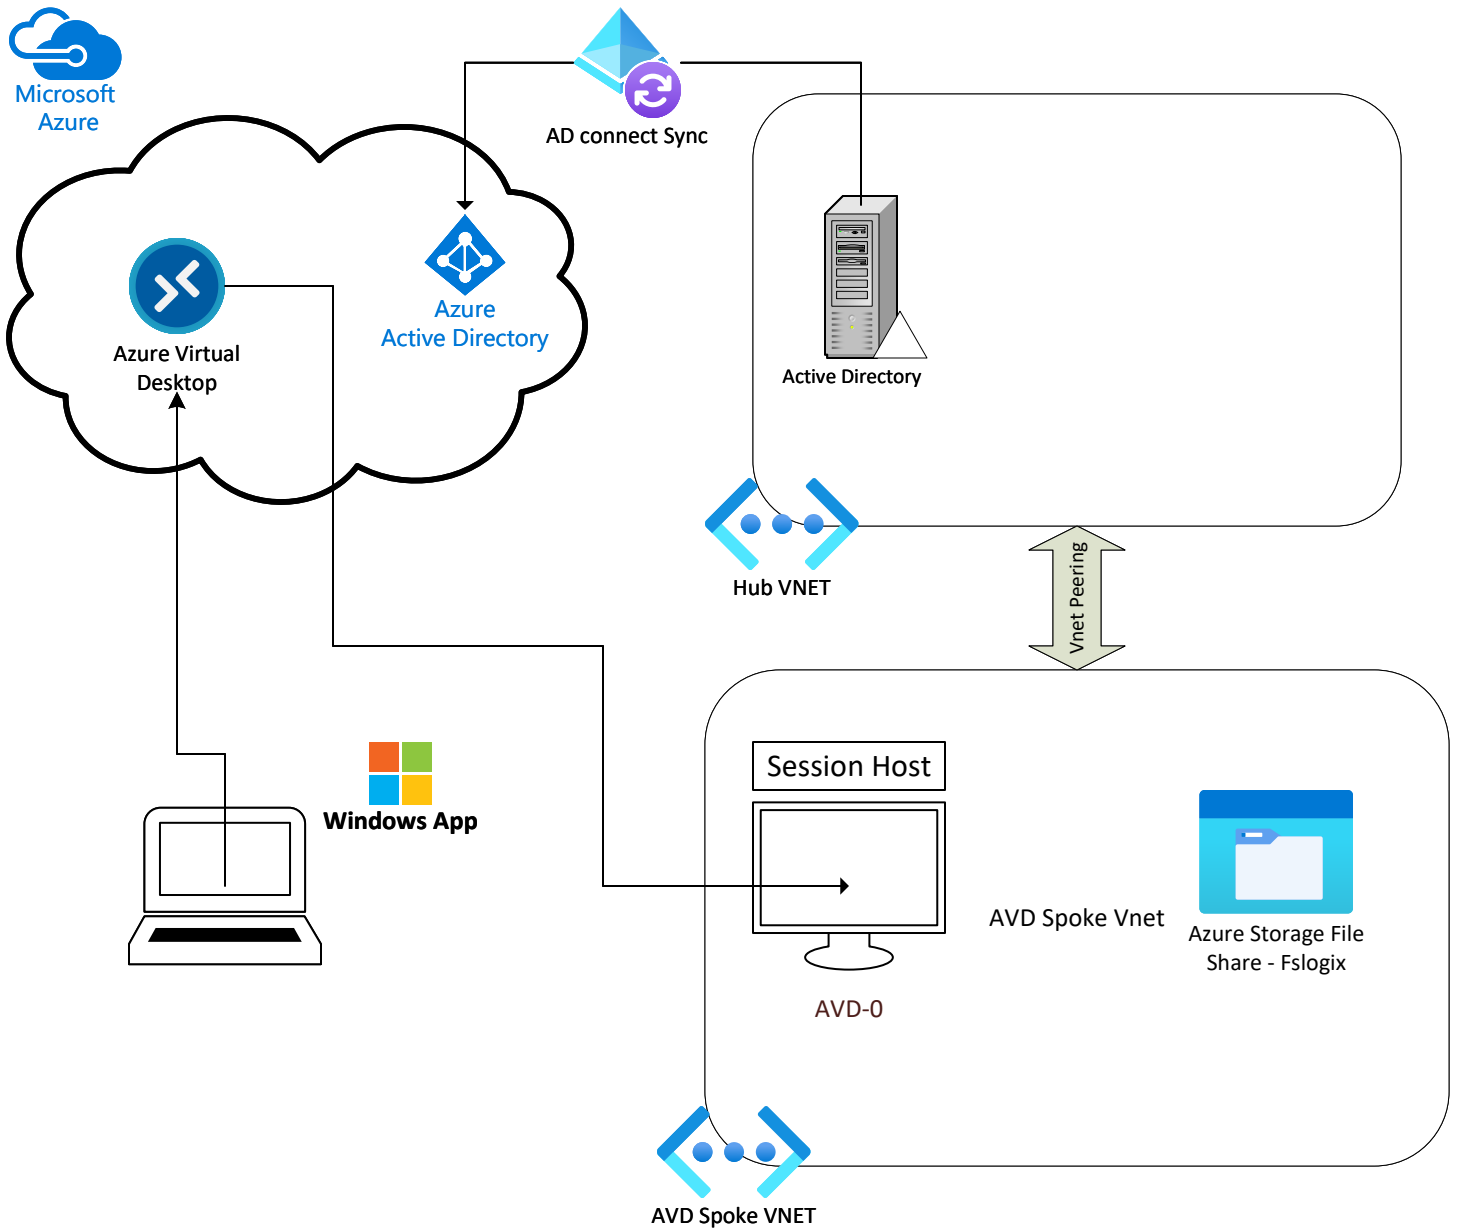 Microsoft
Azure
AD connect Sync
Azure
Active Directory
Azure Virtual
Desktop
Active Directory
Hub VNET
Vnet Peering
Session Host
Windows App
AVD Spoke Vnet
Azure Storage File
Share - Fslogix
AVD-0
AVD Spoke VNET